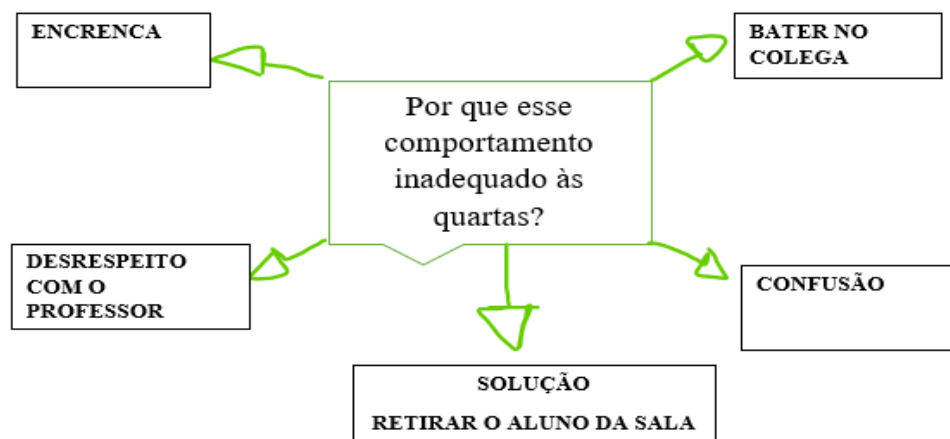 ENCRENCA
BATER NO
COLEGA
Por que esse
comportamento
inadequado às
quartas?
DESRESPEITO
COM O
PROFESSOR
CONFUSÃO
SOLUÇÃO
RETIRAR O ALUNO DA SALA